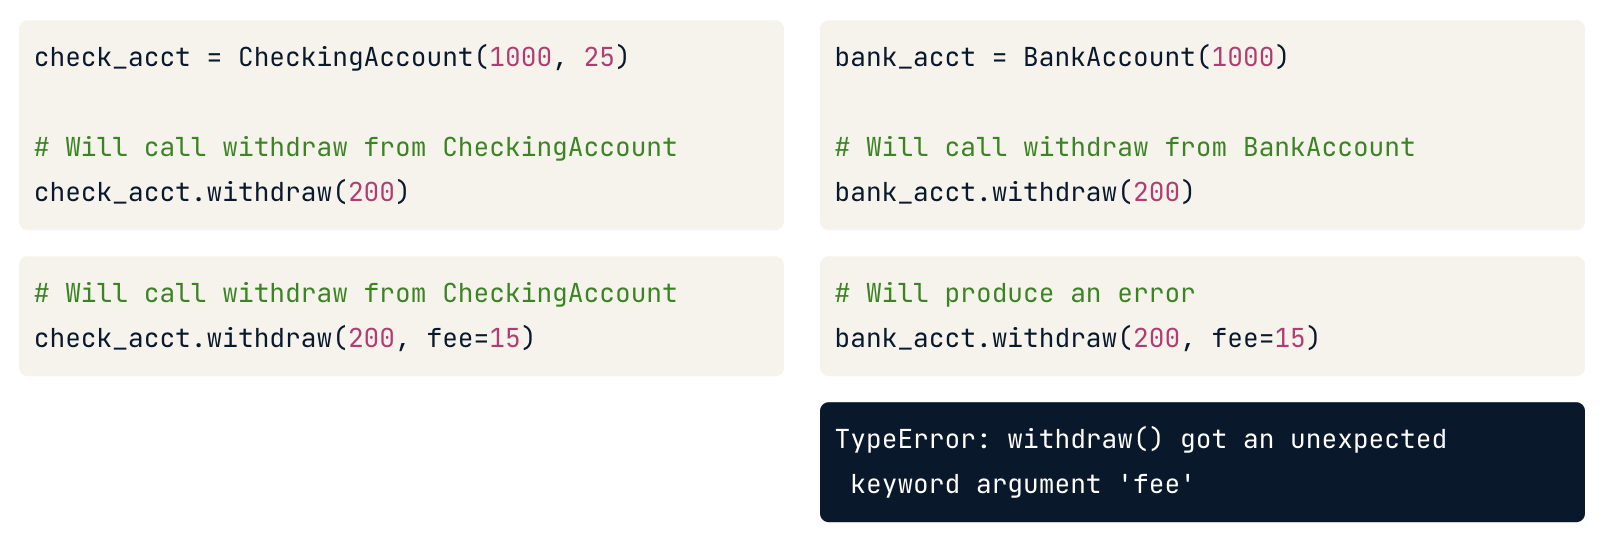 check_acct = CheckingAccount(1000, 25)
# Will call withdraw from CheckingAccount
check_acct.withdraw(200)
# Will call withdraw from CheckingAccount
check_acct.withdraw(200, fee=15)
bank_acct = BankAccount(1000)
# Will call withdraw from BankAccount
bank_acct.withdraw(200)
# Will produce an error
bank_acct.withdraw(200, fee=15)
TypeError: withdraw() got an unexpected
keyword argument 'fee'